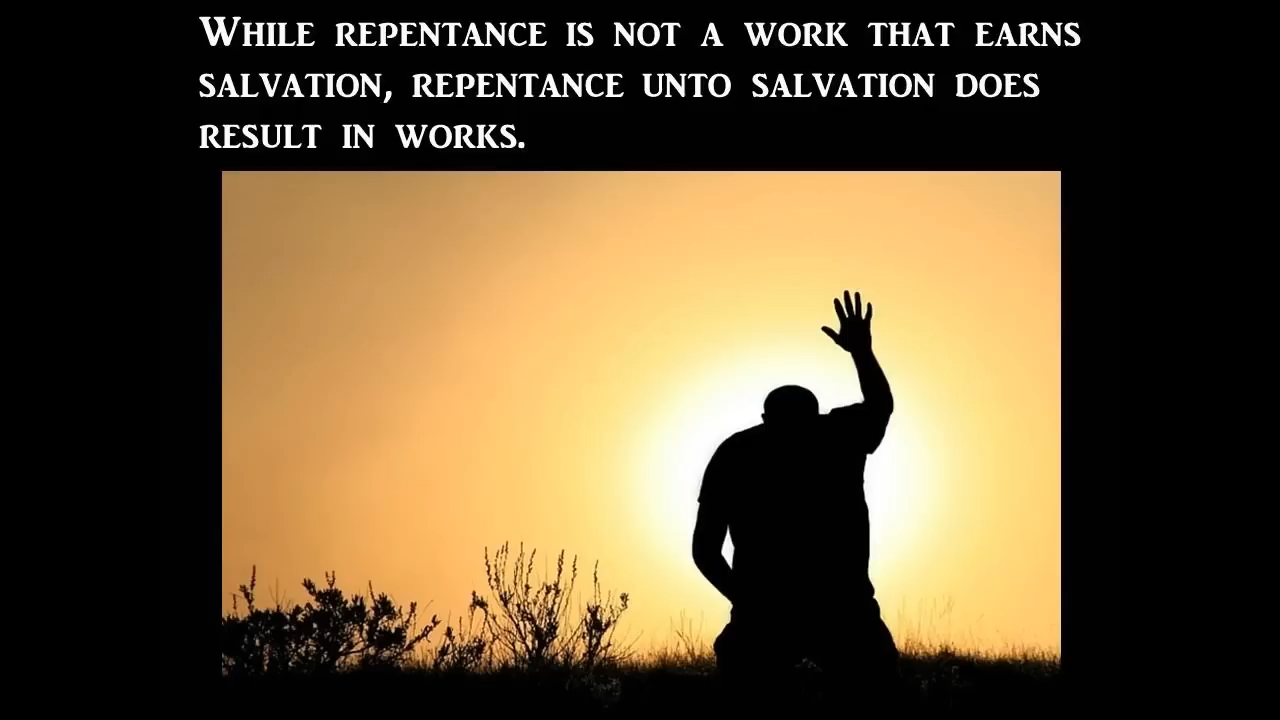 While repentance is not a work that earns
salvation, repentance unto salvation does
result in works.